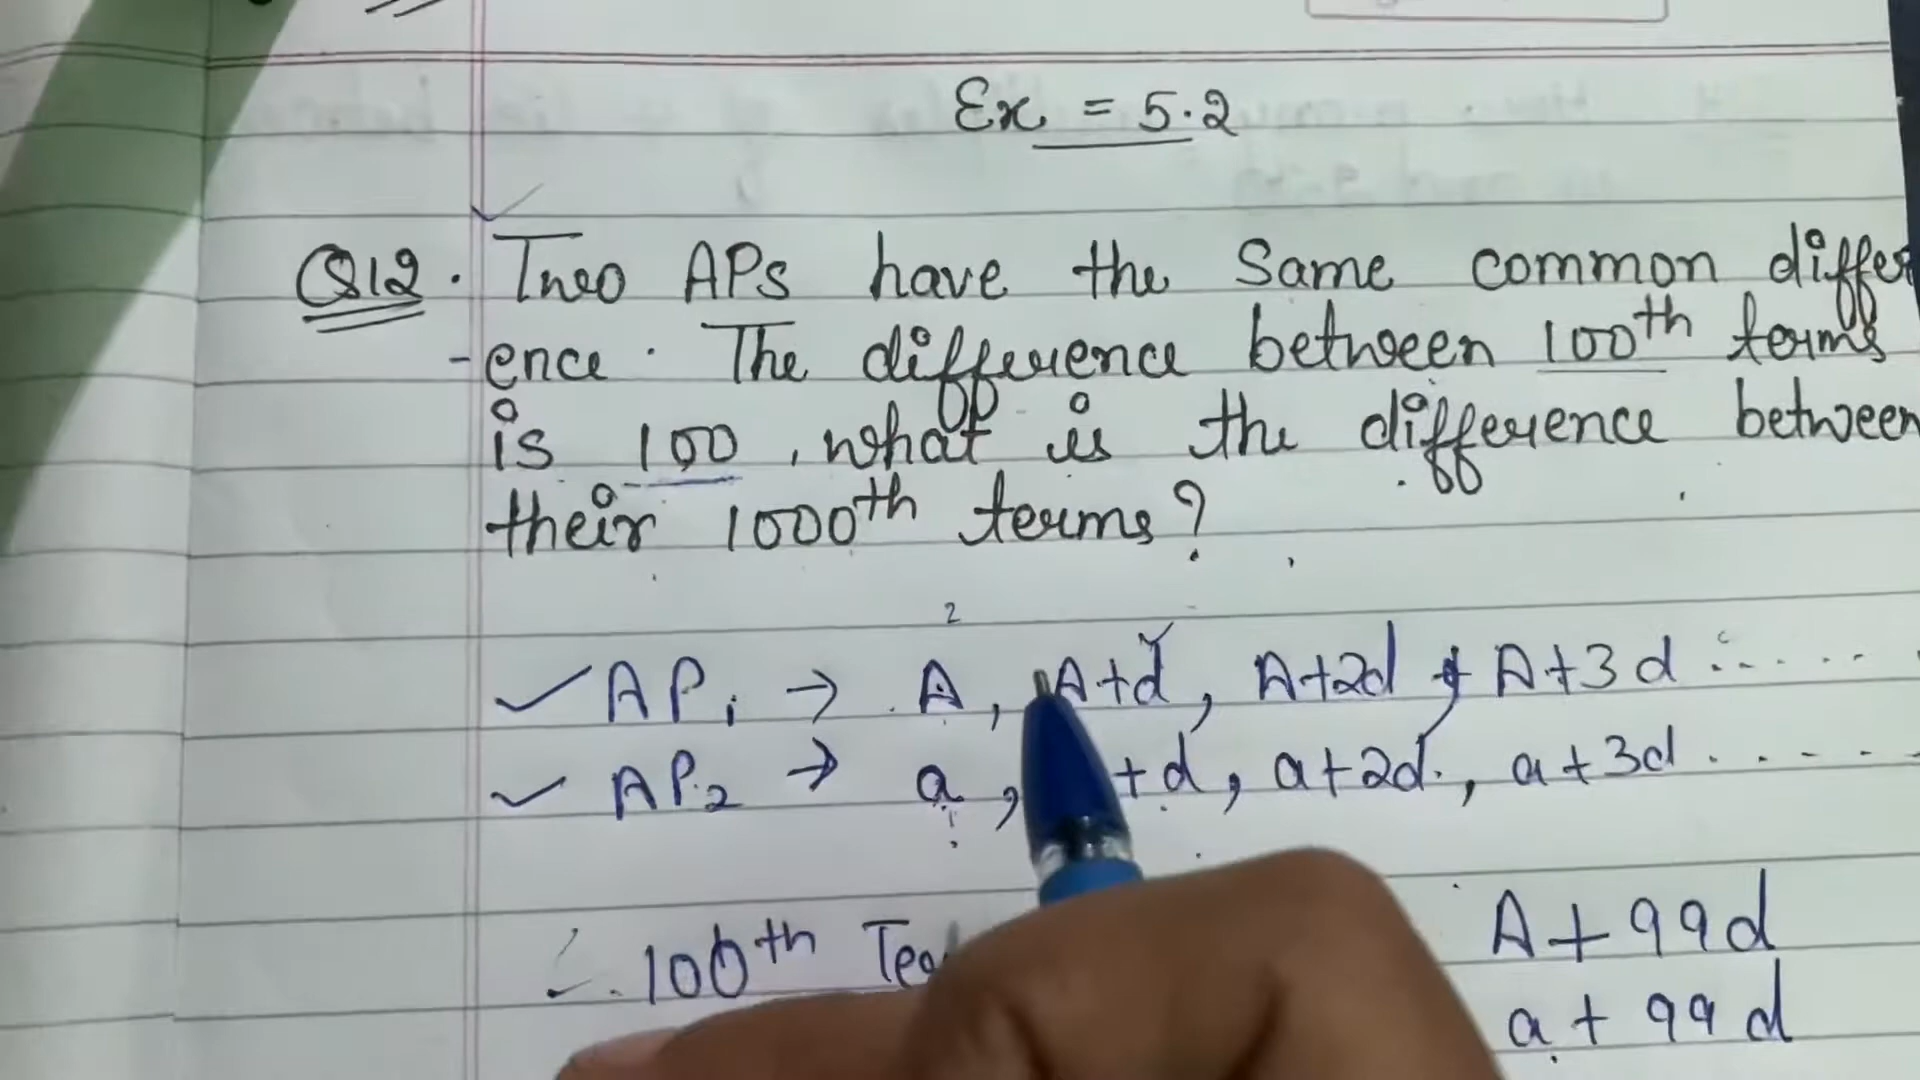 Ex = 5.2
Q12. Two APs have the Same common differ
-ence. The difference between 100th terms
is 100, what is the difference between
their 1000th terms?
AP1 → A, A+d, A+2d, A+3d ......
AP2 → a, +d, a+2d, a+3d .....
∴ 100th
A+99d
a+99d